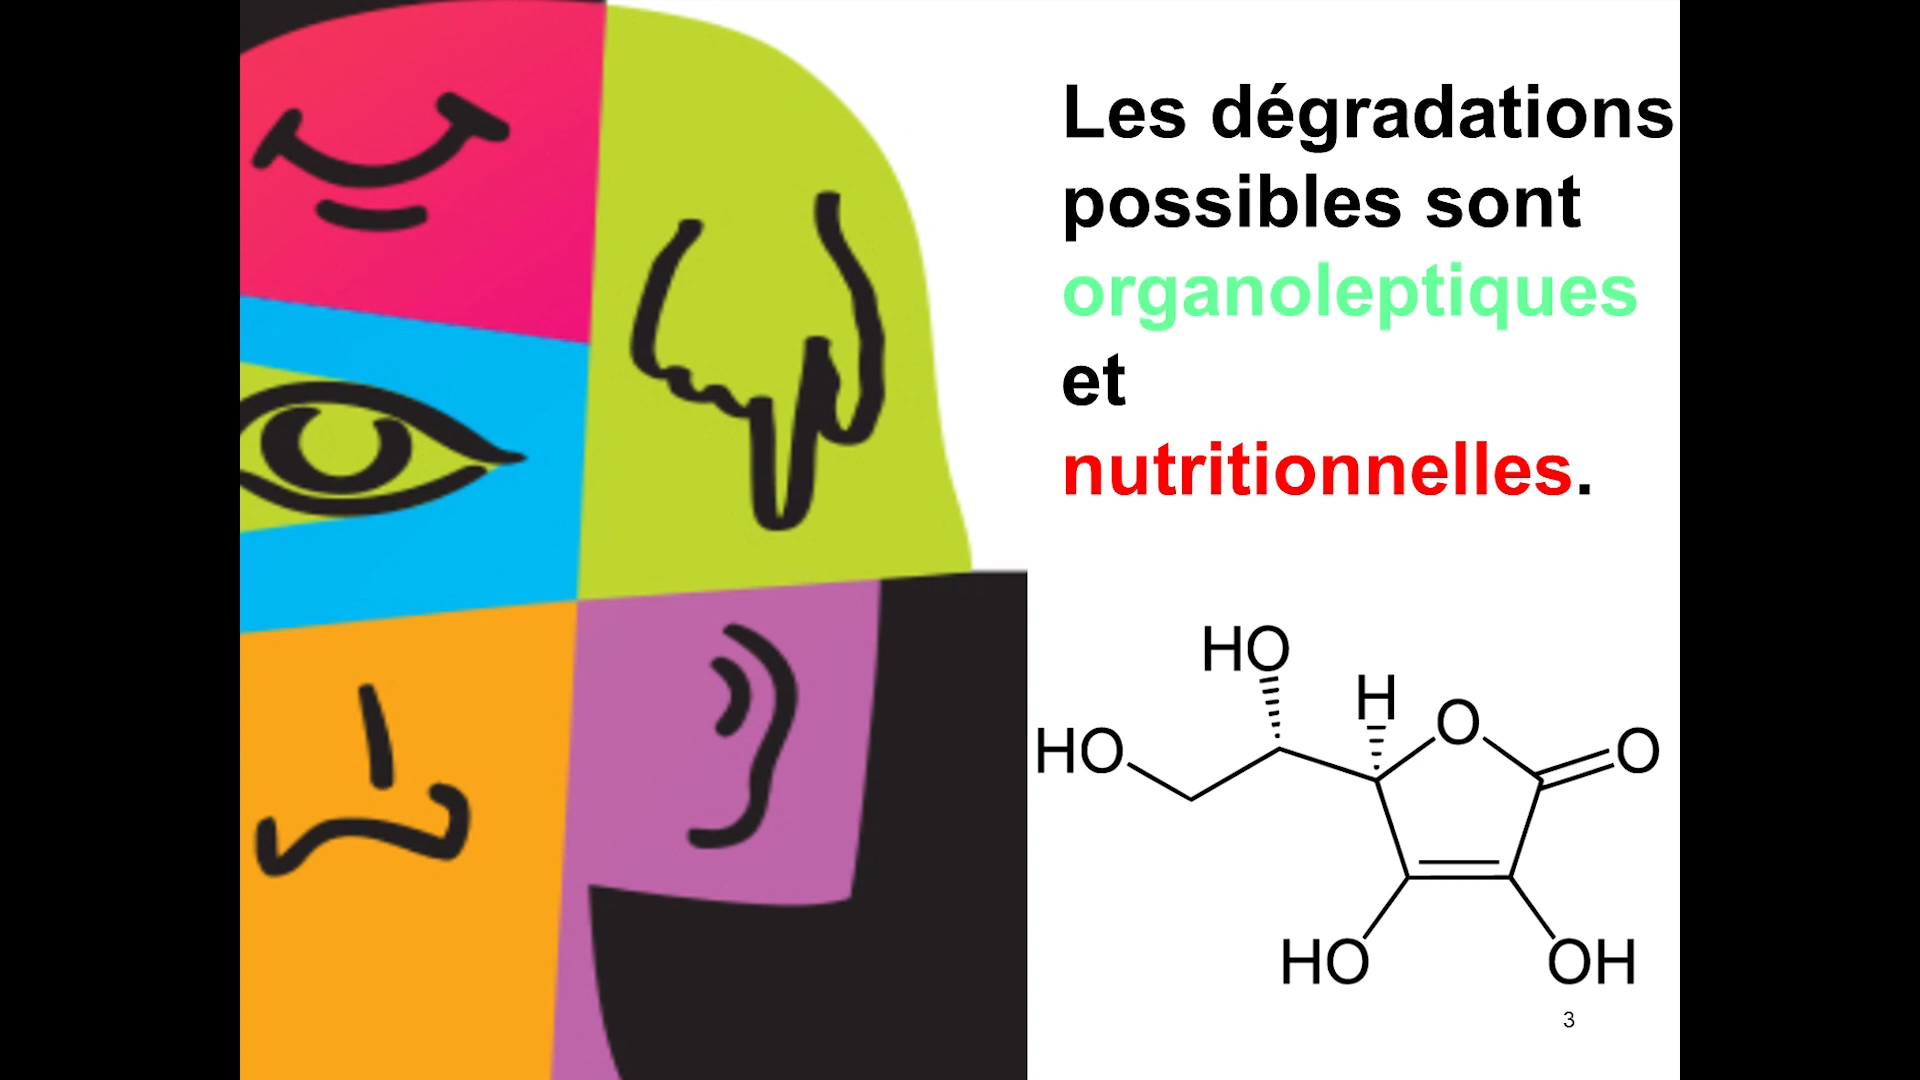 Les dégradations
possibles sont
organoleptiques
et
nutritionnelles.
HO
H
HO
O
O
HO
OH
3